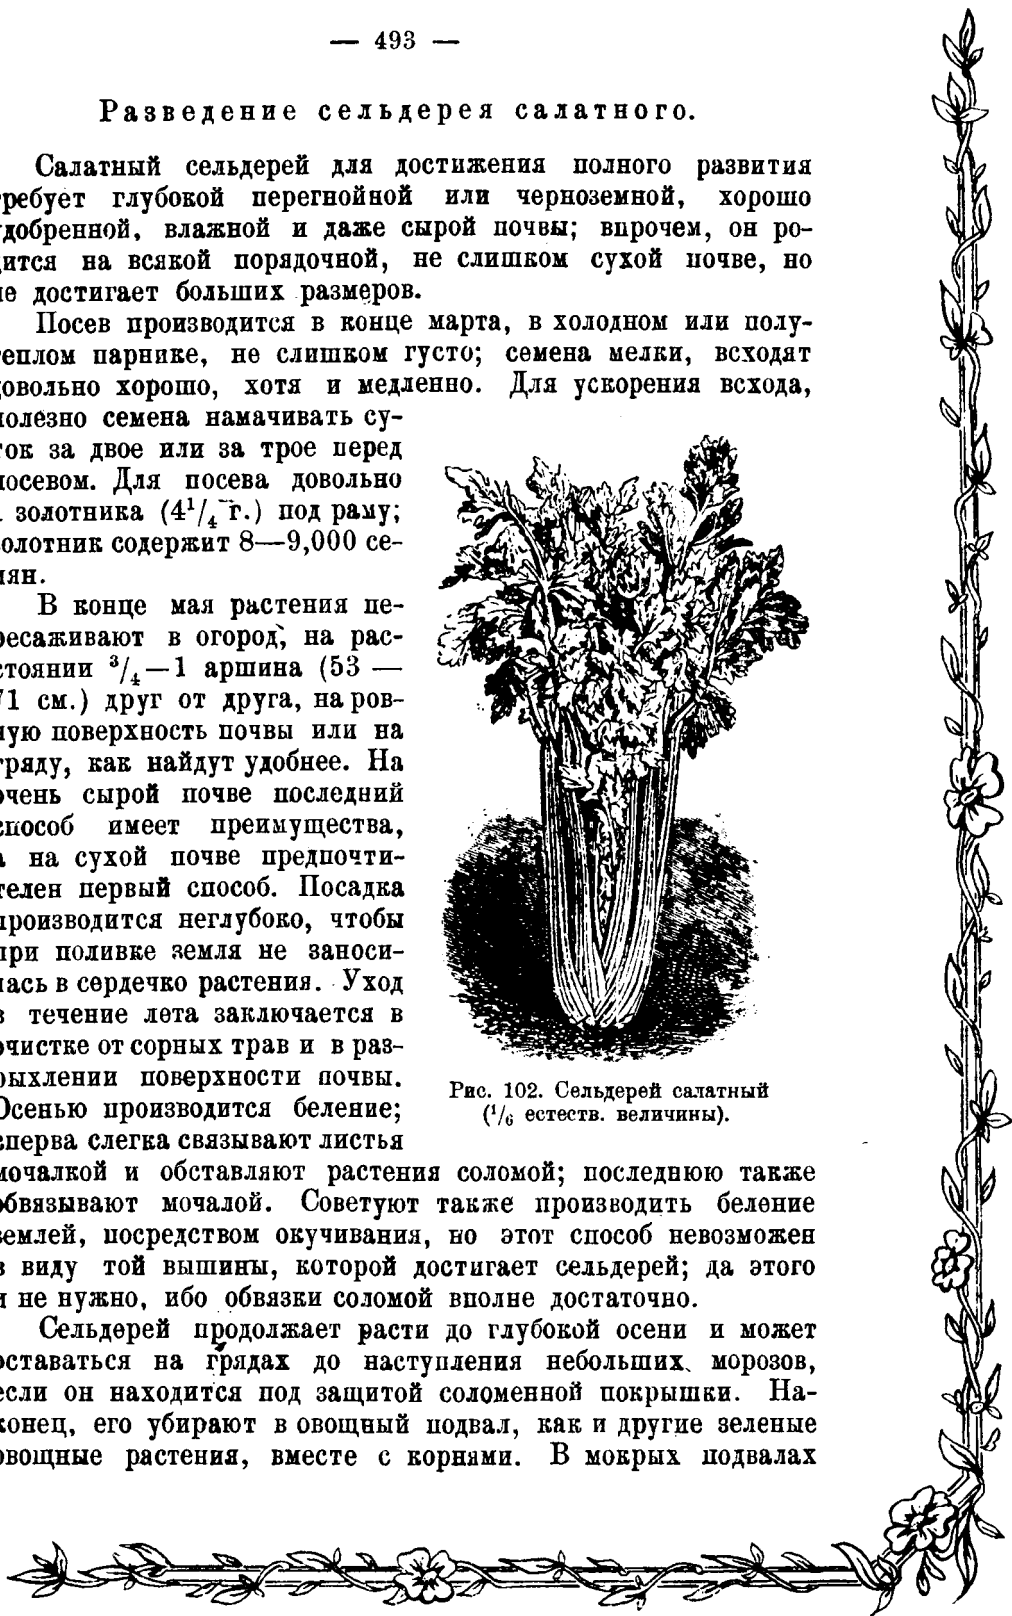 — 493 —
Разведение сельдерея салатного.
Салатный сельдерей для достижения полного развития
требует глубокой перегнойной или черноземной, хорошо
удобренной, влажной и даже сырой почвы; впрочем, он ро-
дится на всякой порядочной, не слишком сухой почве, но
не достигает больших размеров.
Посев производится в конце марта, в холодном или полу-
теплом парнике, не слишком густо; семена мелки, всходят
довольно хорошо, хотя и медленно. Для ускорения всхода,
полезно семена намачивать су-
ток за двое или за трое перед
посевом. Для посева довольно
1 золотника (4¹/₄ г.) под раму;
золотник содержит 8—9,000 се-
мян.
В конце мая растения пе-
ресаживают в огород, на рас-
стоянии ³/₄—1 аршина (53 —
71 см.) друг от друга, на ров-
ную поверхность почвы или на
гряду, как найдут удобнее. На
очень сырой почве последний
способ имеет преимущества,
а на сухой почве предпочти-
телен первый способ. Посадка
производится неглубоко, чтобы
при поливке земля не заноси-
лась в сердечко растения. Уход
в течение лета заключается в
очистке от сорных трав и в раз-
рыхлении поверхности почвы.
Осенью производится беление;
сперва слегка связывают листья
мочалкой и обставляют растения соломой; последнюю также
обвязывают мочалой. Советуют также производить беление
землей, посредством окучивания, но этот способ невозможен
в виду той вышины, которой достигает сельдерей; да этого
и не нужно, ибо обвязки соломой вполне достаточно.
Сельдерей продолжает расти до глубокой осени и может
оставаться на грядах до наступления небольших морозов,
если он находится под защитой соломенной покрышки. На-
конец, его убирают в овощный подвал, как и другие зеленые
овощные растения, вместе с корнями. В мокрых подвалах
Рис. 102. Сельдерей салатный
(¹/₆ естеств. величины).